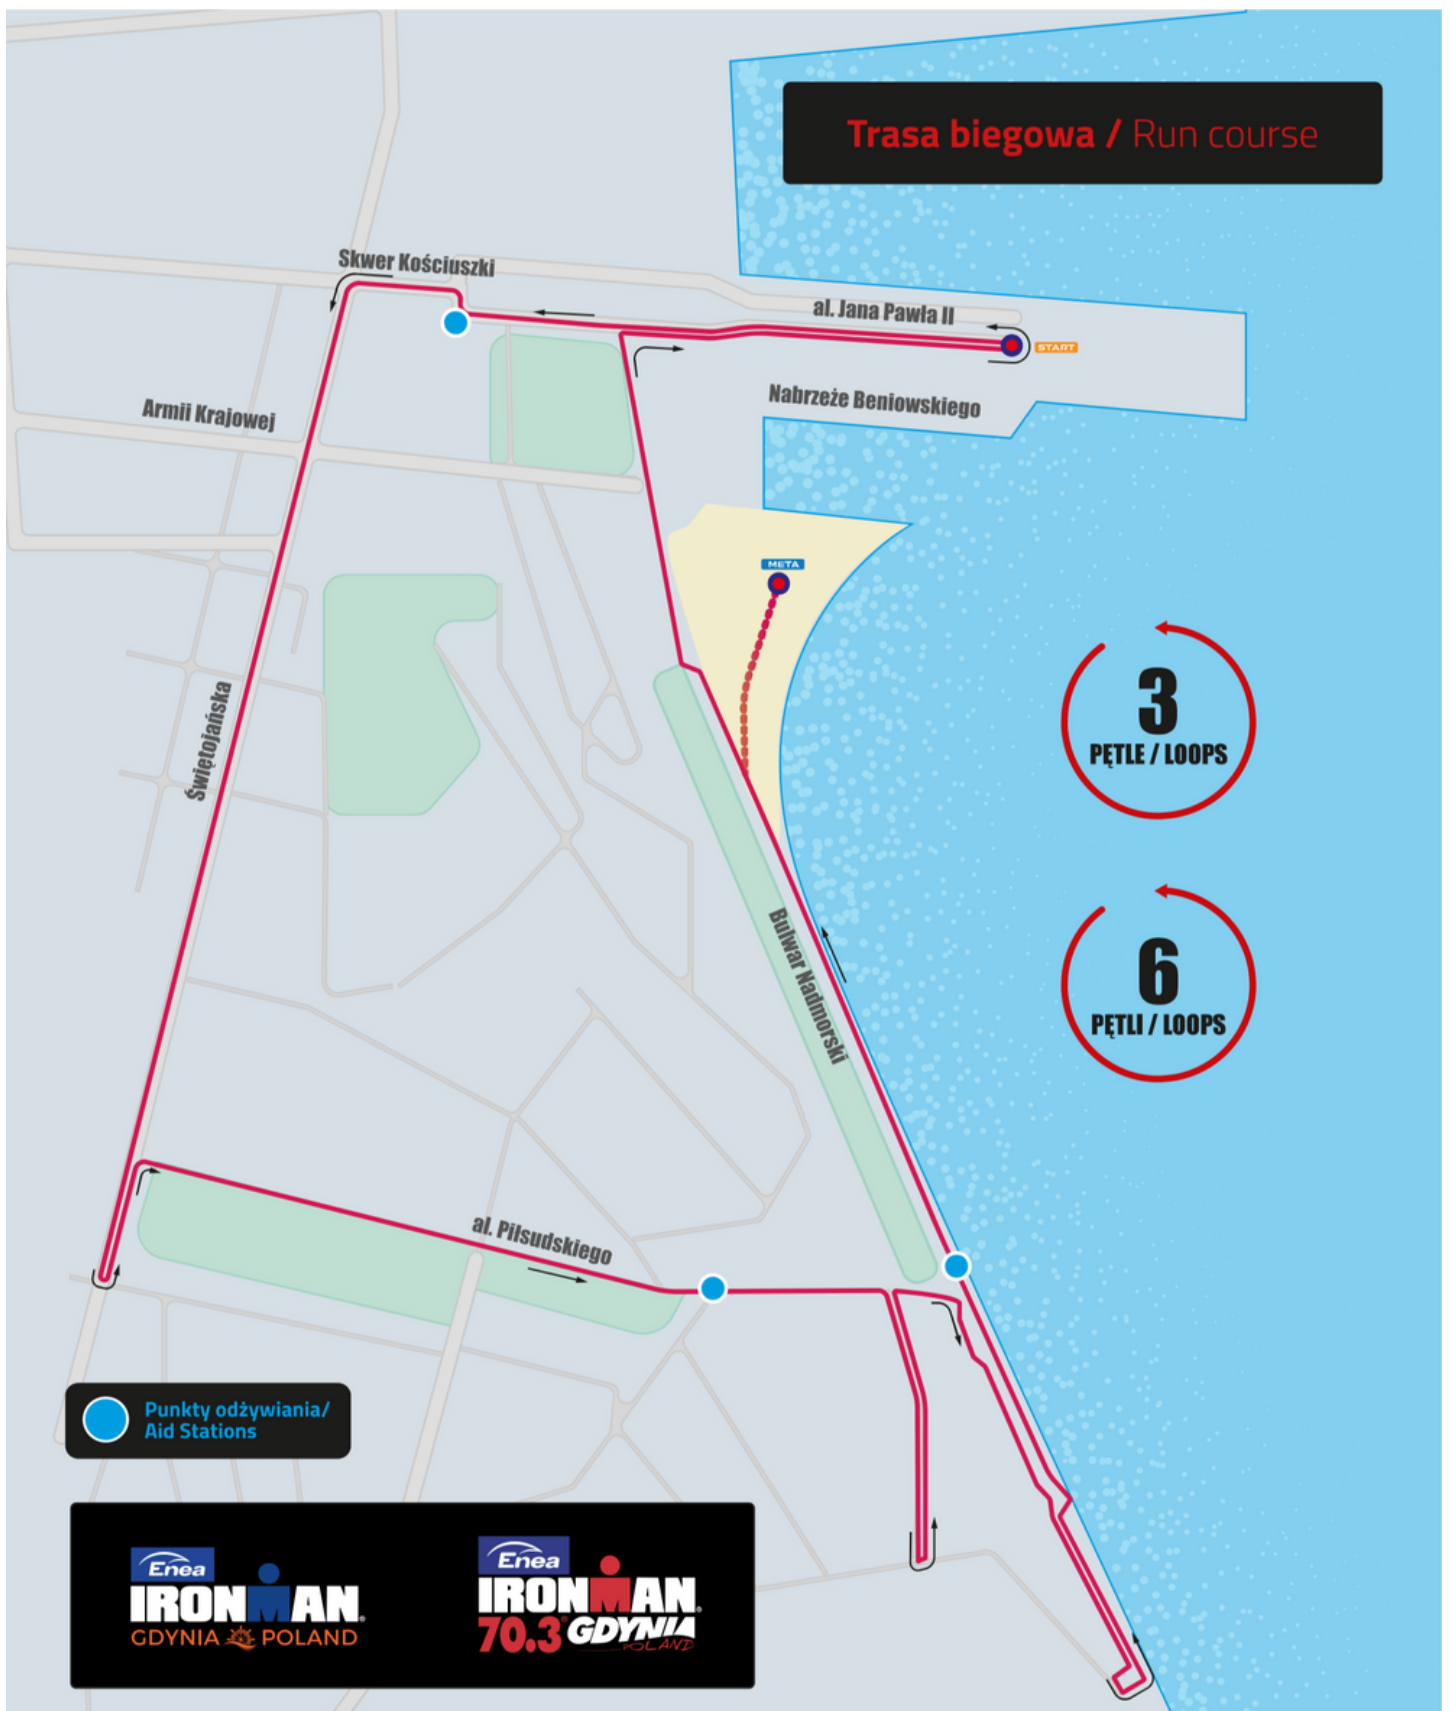 Trasa biegowa / Run course
Skwer Kościuszki
al. Jana Pawła II
START
Nabrzeże Beniowskiego
Armii Krajowej
META
3
PĘTLE / LOOPS
Świętojańska
Bulwar Nadmorski
6
PĘTLI / LOOPS
al. Piłsudskiego
Punkty odżywiania/
Aid Stations
Enea
IRONMAN®
GDYNIA POLAND
Enea
IRONMAN®
70.3® GDYNIA
POLAND